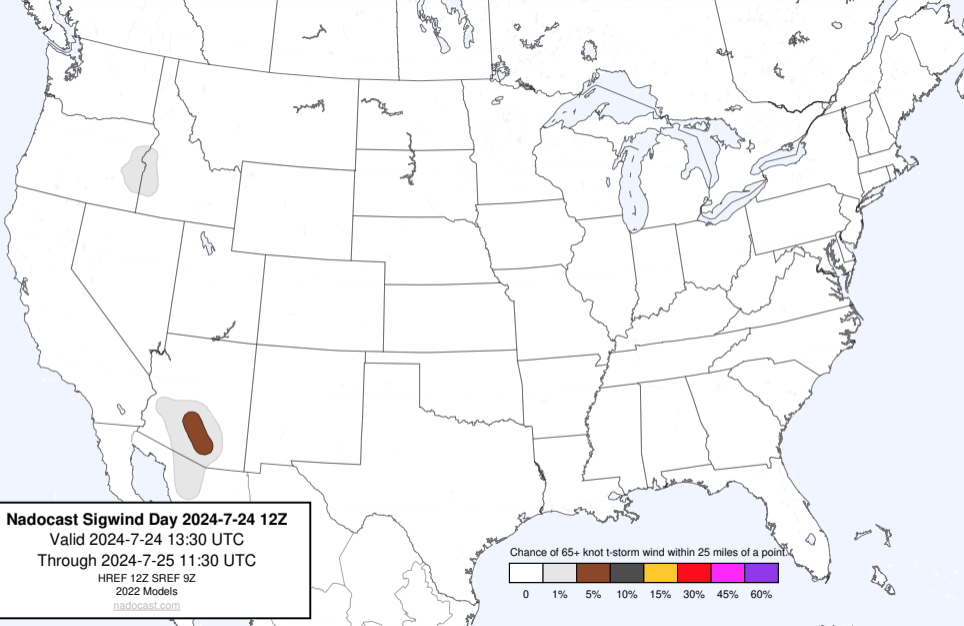 Nadocast Sigwind Day 2024-7-24 12Z
Valid 2024-7-24 13:30 UTC
Through 2024-7-25 11:30 UTC
HREF 12Z SREF 9Z
2022 Models
nadocast.com
Chance of 65+ knot t-storm wind within 25 miles of a point.
0 1% 5% 10% 15% 30% 45% 60%